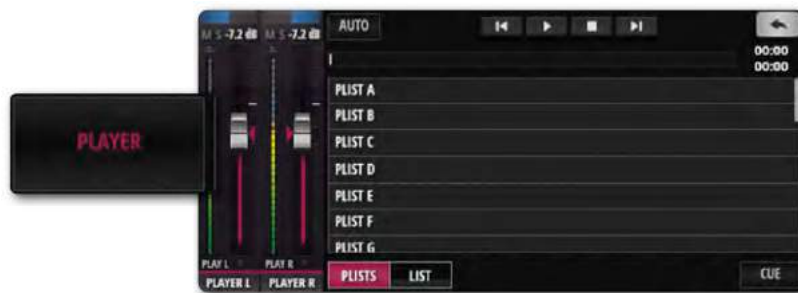 PLAYER
M S -7.2 dB M S -7.2 dB
AUTO
00:00
00:00
PLIST A
PLIST B
PLIST C
PLIST D
PLIST E
PLIST F
PLIST G
PLAY L PLAY R
PLAYER L PLAYER R
PLISTS LIST
CUE